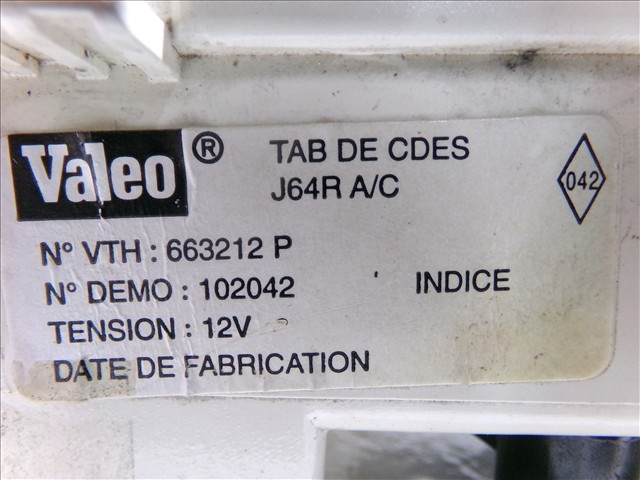 Valeo ® TAB DE CDES
J64R A/C
042
N° VTH : 663212 P
N° DEMO : 102042 INDICE
TENSION : 12V
DATE DE FABRICATION